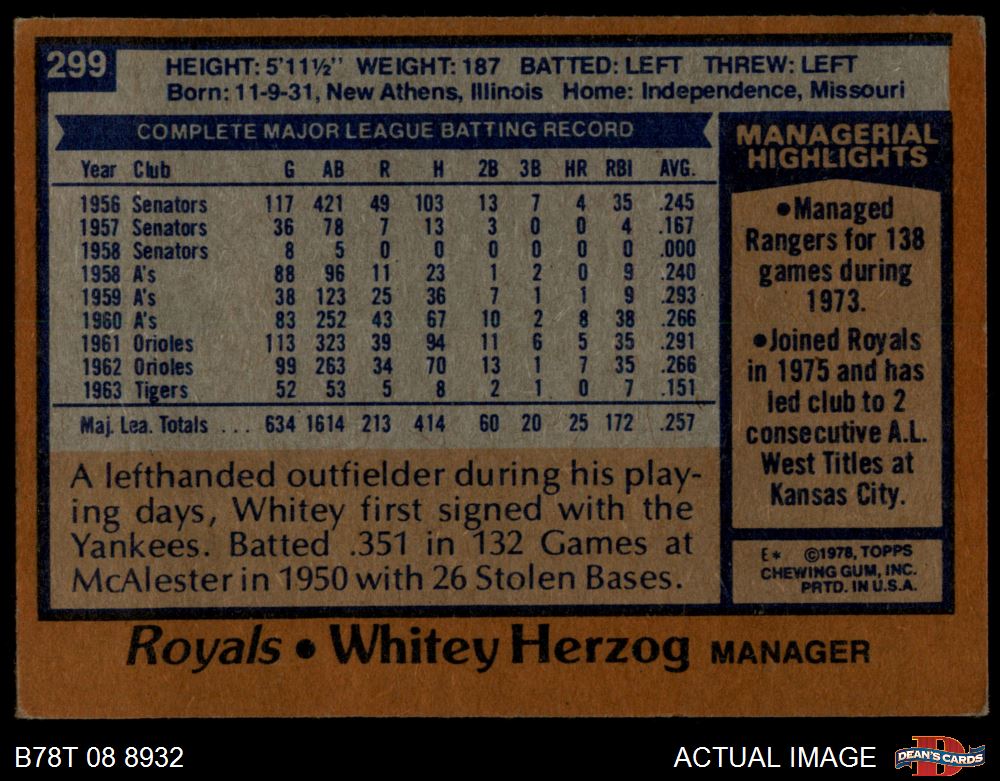 299
HEIGHT: 5'11½" WEIGHT: 187 BATTED: LEFT THREW: LEFT
Born: 11-9-31, New Athens, Illinois Home: Independence, Missouri
COMPLETE MAJOR LEAGUE BATTING RECORD
Year Club G AB R H 2B 3B HR RBI AVG.
1956 Senators 117 421 49 103 13 7 4 35 .245
1957 Senators 36 78 7 13 3 0 0 4 .167
1958 Senators 8 5 0 0 0 0 0 0 .000
1958 A's 88 96 11 23 1 2 0 9 .240
1959 A's 38 123 25 36 7 1 1 9 .293
1960 A's 83 252 43 67 10 2 8 38 .266
1961 Orioles 113 323 39 94 11 6 5 35 .291
1962 Orioles 99 263 34 70 13 1 7 35 .266
1963 Tigers 52 53 5 8 2 1 0 7 .151
Maj. Lea. Totals ... 634 1614 213 414 60 20 25 172 .257
A lefthanded outfielder during his play-
ing days, Whitey first signed with the
Yankees. Batted .351 in 132 Games at
McAlester in 1950 with 26 Stolen Bases.
MANAGERIAL
HIGHLIGHTS
•Managed
Rangers for 138
games during
1973.
•Joined Royals
in 1975 and has
led club to 2
consecutive A.L.
West Titles at
Kansas City.
E* ©1978, TOPPS
CHEWING GUM, INC.
PRTD. IN U.S.A.
Royals • Whitey Herzog MANAGER
B78T 08 8932
ACTUAL IMAGE
D
DEAN'S CARDS